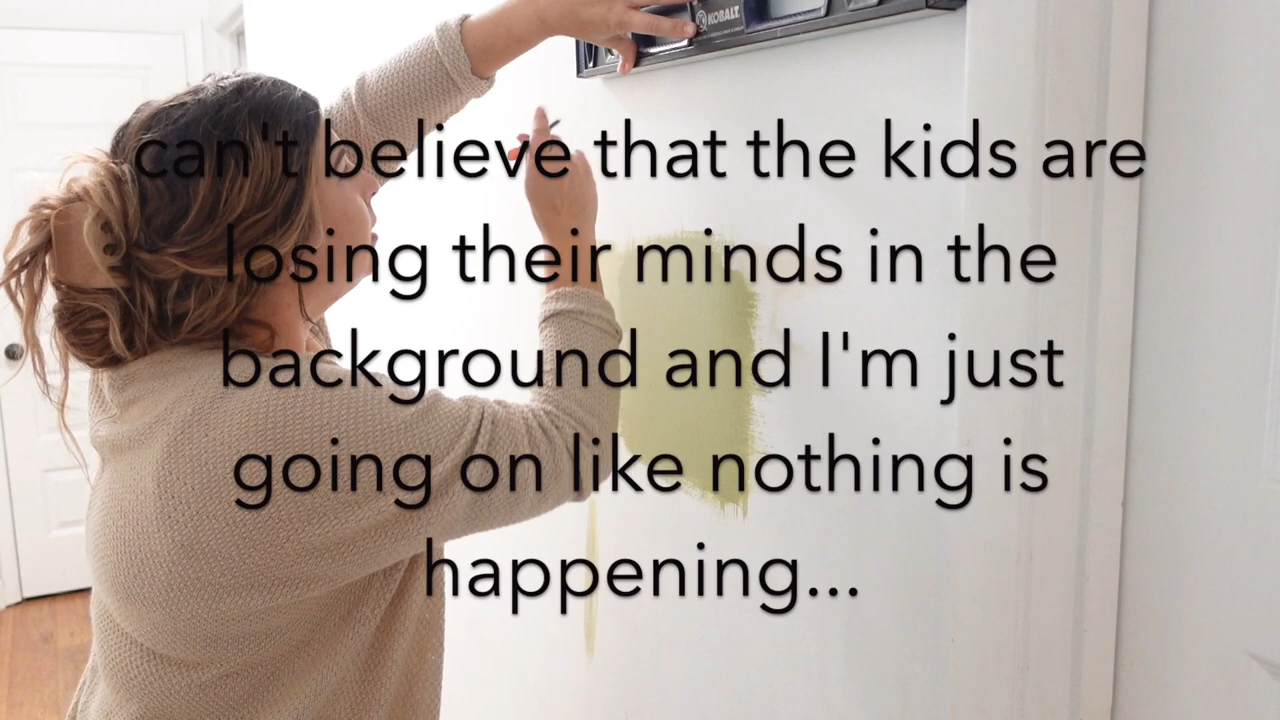 KOBALT.
can't believe that the kids are
losing their minds in the
background and I'm just
going on like nothing is
happening...